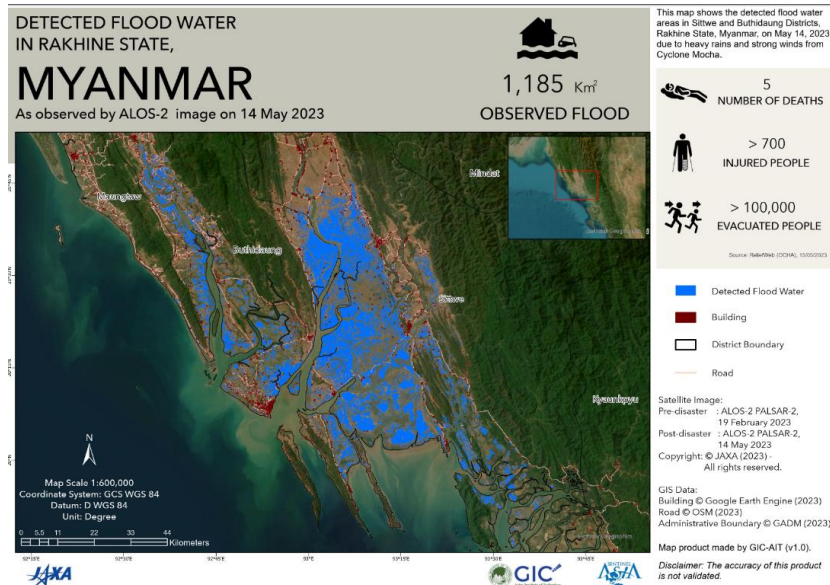 DETECTED FLOOD WATER
IN RAKHINE STATE,
MYANMAR
As observed by ALOS-2 image on 14 May 2023
1,185 Km²
OBSERVED FLOOD
This map shows the detected flood water
areas in Sittwe and Buthidaung Districts,
Rakhine State, Myanmar, on May 14, 2023
due to heavy rains and strong winds from
Cyclone Mocha.
5
NUMBER OF DEATHS
> 700
INJURED PEOPLE
> 100,000
EVACUATED PEOPLE
Source: ReliefWeb (OCHA), 15/05/2023
Maungtaw
Buthidaung
Mindat
Sittwe
Kyaunkpyu
Detected Flood Water
Building
District Boundary
Road
Satellite Image:
Pre-disaster : ALOS-2 PALSAR-2,
19 February 2023
Post-disaster : ALOS-2 PALSAR-2,
14 May 2023
Copyright: © JAXA (2023) -
All rights reserved.
GIS Data:
Building © Google Earth Engine (2023)
Road © OSM (2023)
Administrative Boundary © GADM (2023)
Map product made by GIC-AIT (v1.0).
Disclaimer: The accuracy of this product
is not validated.
N
Map Scale 1:600,000
Coordinate System: GCS WGS 84
Datum: D WGS 84
Unit: Degree
0 5.5 11 22 33 44
Kilometers
JAXA
GIC
SENTINEL
ASIA